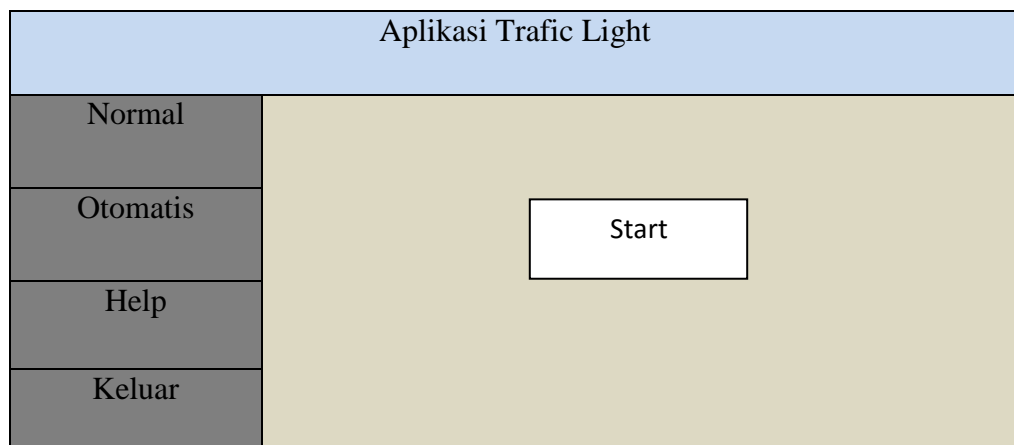 Aplikasi Trafic Light
Normal
Otomatis
Start
Help
Keluar